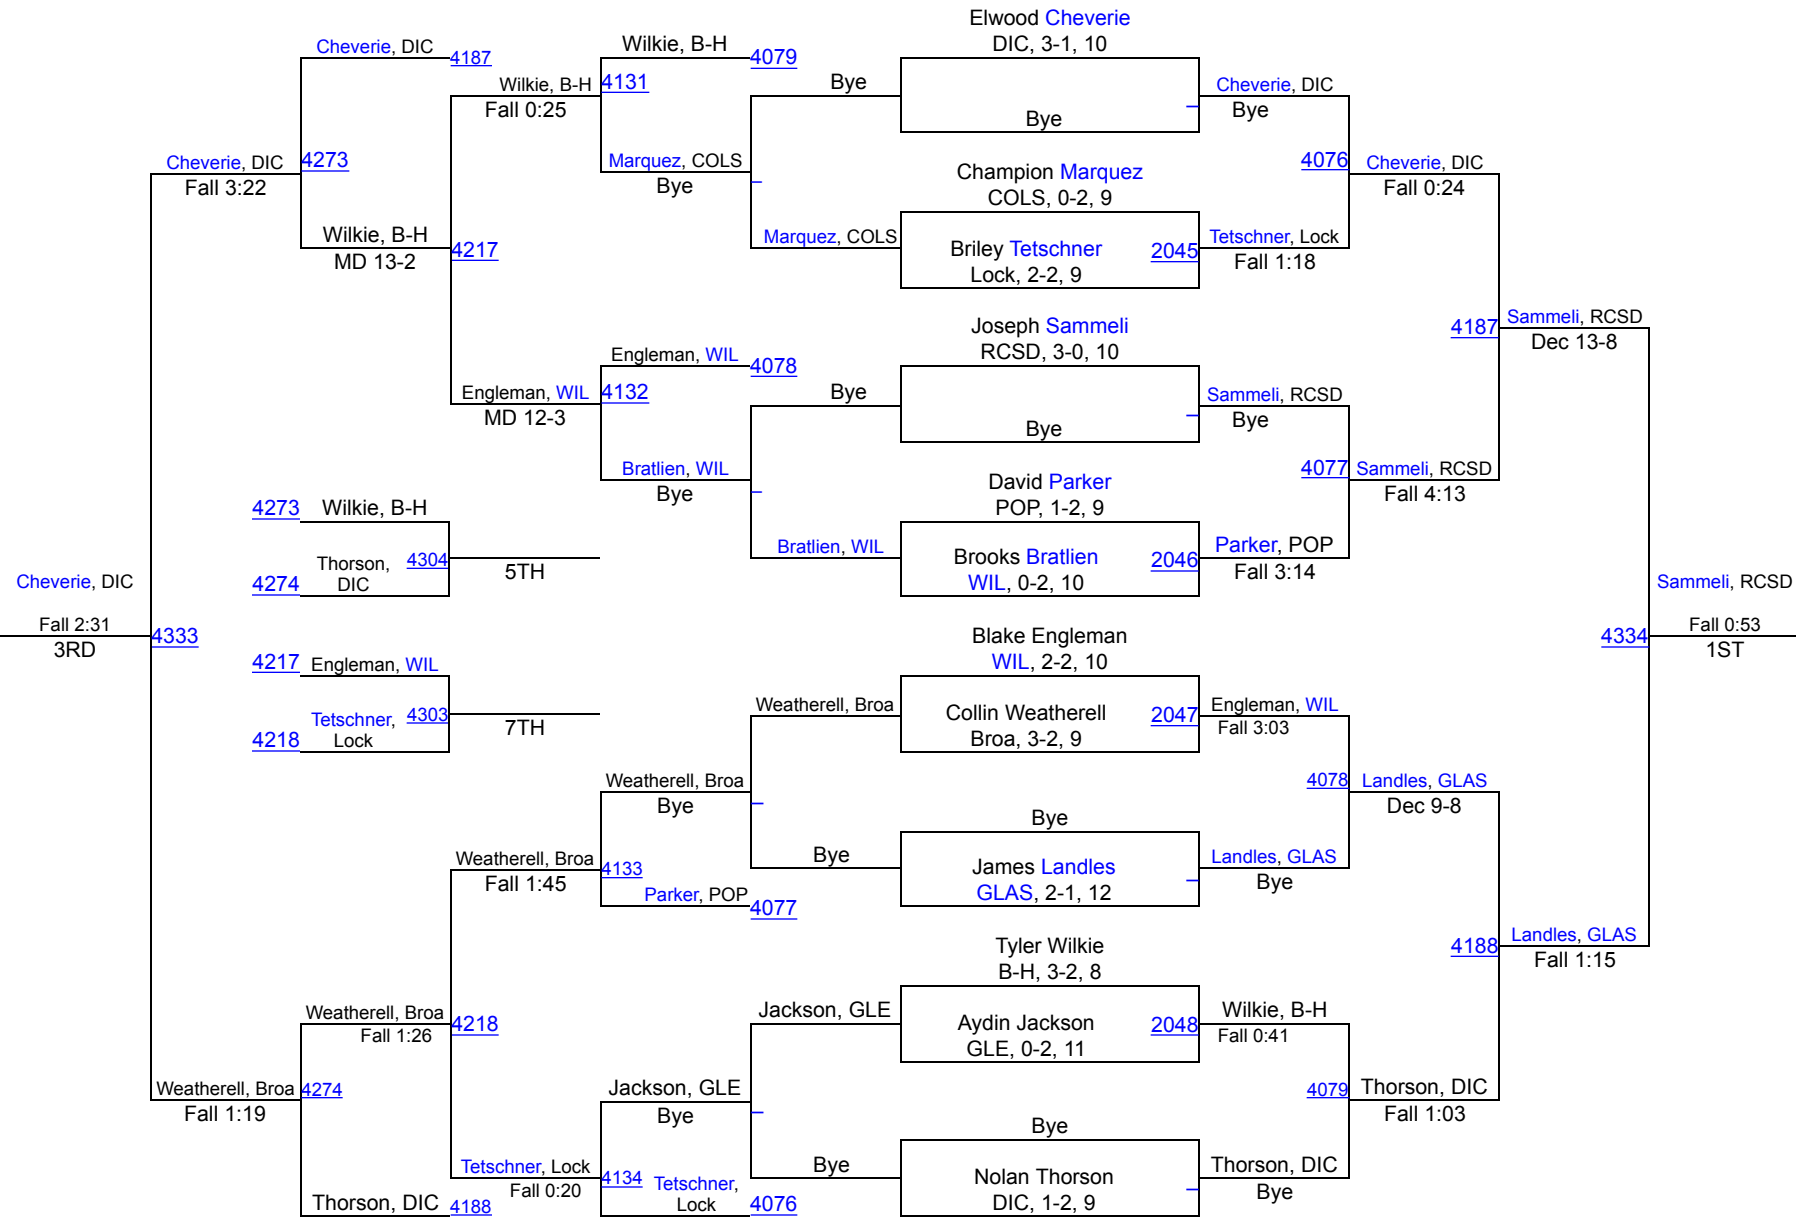 Elwood Cheverie
DIC, 3-1, 10
Cheverie, DIC
4187
Wilkie, B-H
4079
Wilkie, B-H
4131
Fall 0:25
Bye
Bye
Cheverie, DIC
Bye
Cheverie, DIC
4273
Fall 3:22
Marquez, COLS
Bye
Champion Marquez
COLS, 0-2, 9
4076
Cheverie, DIC
Fall 0:24
Wilkie, B-H
MD 13-2
4217
Marquez, COLS
Briley Tetschner
Lock, 2-2, 9
2045
Tetschner, Lock
Fall 1:18
Joseph Sammeli
RCSD, 3-0, 10
4187
Sammeli, RCSD
Dec 13-8
Engleman, WIL
4078
Engleman, WIL
4132
MD 12-3
Bye
Bye
Sammeli, RCSD
Bye
Bratlien, WIL
Bye
David Parker
POP, 1-2, 9
4077
Sammeli, RCSD
Fall 4:13
4273
Wilkie, B-H
Thorson,
DIC
4304
4274
5TH
Bratlien, WIL
Brooks Bratlien
WIL, 0-2, 10
2046
Parker, POP
Fall 3:14
Cheverie, DIC
Fall 2:31
3RD
4333
Sammeli, RCSD
4334
Fall 0:53
1ST
Blake Engleman
WIL, 2-2, 10
4217
Engleman, WIL
Tetschner,
Lock
4303
4218
7TH
Weatherell, Broa
Collin Weatherell
Broa, 3-2, 9
2047
Engleman, WIL
Fall 3:03
Weatherell, Broa
Bye
4078
Landles, GLAS
Dec 9-8
Bye
Weatherell, Broa
4133
Fall 1:45
Bye
James Landles
GLAS, 2-1, 12
Landles, GLAS
Bye
Parker, POP
4077
4188
Landles, GLAS
Fall 1:15
Tyler Wilkie
B-H, 3-2, 8
Weatherell, Broa
Fall 1:26
4218
Jackson, GLE
Aydin Jackson
GLE, 0-2, 11
2048
Wilkie, B-H
Fall 0:41
Weatherell, Broa
4274
Fall 1:19
Jackson, GLE
Bye
4079
Thorson, DIC
Fall 1:03
Bye
Tetschner, Lock
Fall 0:20
4134
Tetschner,
Lock
4076
Bye
Nolan Thorson
DIC, 1-2, 9
Thorson, DIC
Bye
Thorson, DIC
4188